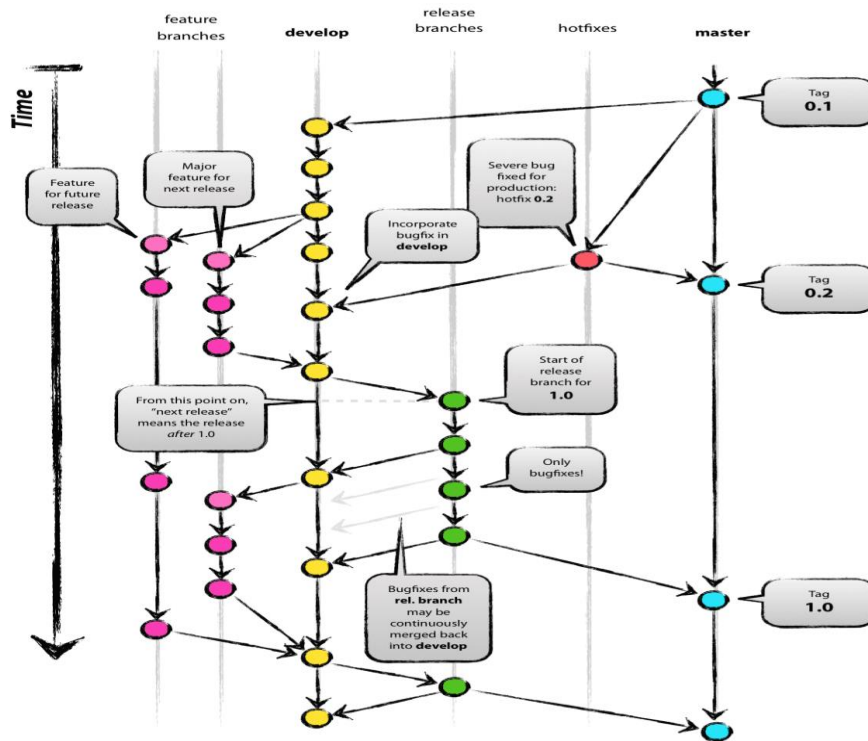 feature
branches
develop
release
branches
hotfixes
master
Time
Tag
0.1
Major
feature for
next release
Feature
for future
release
Severe bug
fixed for
production:
hotfix 0.2
Incorporate
bugfix in
develop
Tag
0.2
Start of
release
branch for
1.0
From this point on,
“next release”
means the release
after 1.0
Only
bugfixes!
Bugfixes from
rel. branch
may be
continuously
merged back
into develop
Tag
1.0